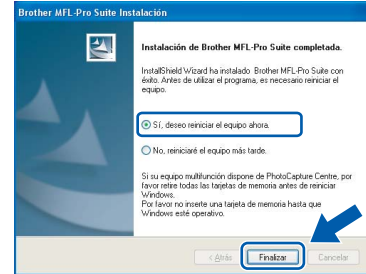 Brother MFL-Pro Suite Instalación
Instalación de Brother MFL-Pro Suite completada.
InstallShield Wizard ha instalado Brother MFL-Pro Suite con
éxito. Antes de utilizar el programa, es necesario reiniciar el
equipo.
Sí, deseo reiniciar el equipo ahora.
No, reiniciaré el equipo más tarde.
Si su equipo multifunción dispone de PhotoCapture Centre, por
favor retire todas las tarjetas de memoria antes de reiniciar
Windows.
Por favor no inserte una tarjeta de memoria hasta que
Windows esté operativo.
< Atrás Finalizar Cancelar